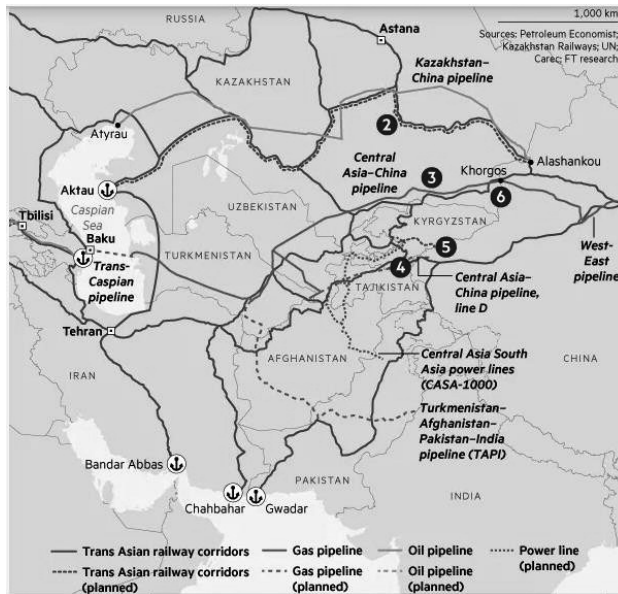 RUSSIA
1,000 km
Astana
Sources: Petroleum Economist;
Kazakhstan Railways; UN;
Carec; FT research
Kazakhstan–
China pipeline
KAZAKHSTAN
Atyrau
2
Central
Asia–China
pipeline
Alashankou
Khorgos
3
6
Aktau
Caspian
Sea
UZBEKISTAN
KYRGYZSTAN
Tbilisi
Baku
TURKMENISTAN
5
West-
East
pipeline
Trans-
Caspian
pipeline
4
TAJIKISTAN
Central Asia–
China pipeline,
line D
Tehran
AFGHANISTAN
CHINA
Central Asia South
Asia power lines
(CASA-1000)
IRAN
Turkmenistan–
Afghanistan–
Pakistan–India
pipeline (TAPI)
Bandar Abbas
PAKISTAN
INDIA
Chahbahar
Gwadar
Trans Asian railway corridors
Gas pipeline
Oil pipeline
Power line
(planned)
Trans Asian railway corridors
(planned)
Gas pipeline
(planned)
Oil pipeline
(planned)